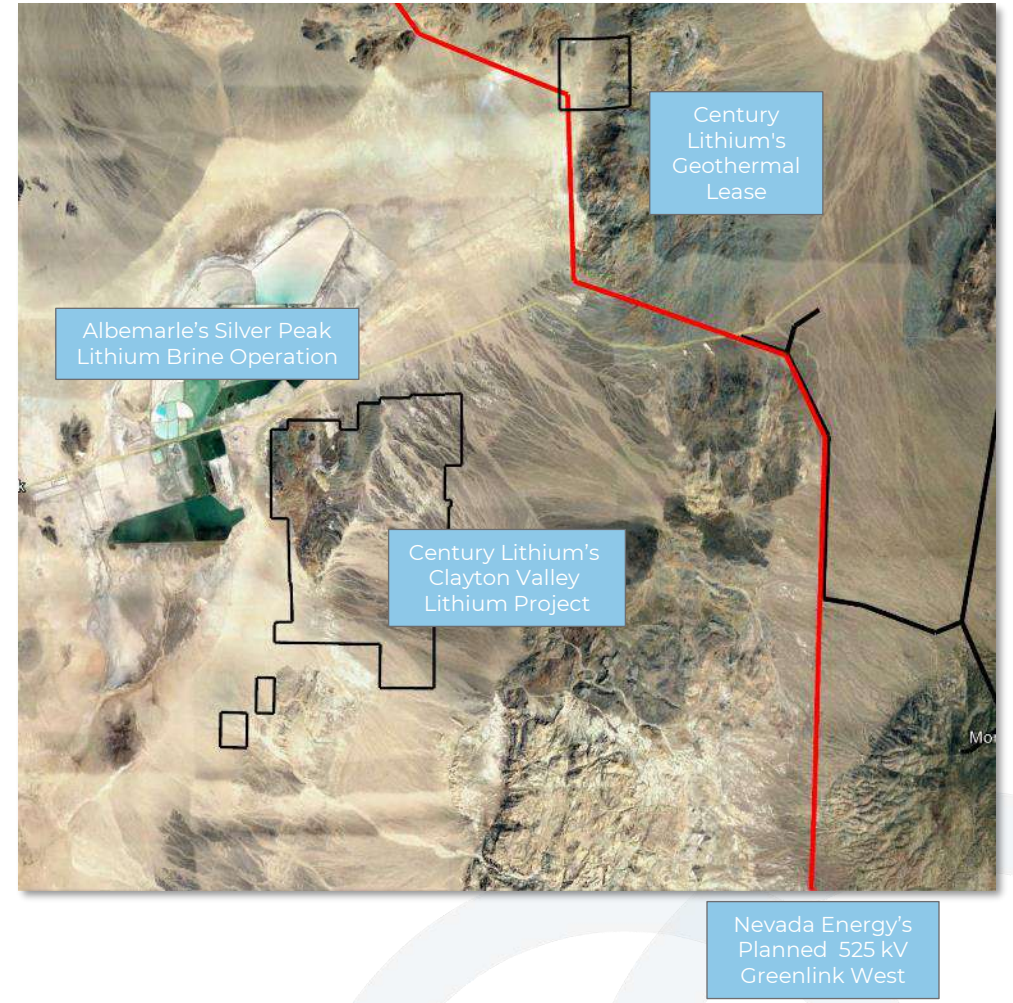 Century
Lithium's
Geothermal
Lease
Albemarle’s Silver Peak
Lithium Brine Operation
Century Lithium’s
Clayton Valley
Lithium Project
Mor
Nevada Energy’s
Planned 525 kV
Greenlink West